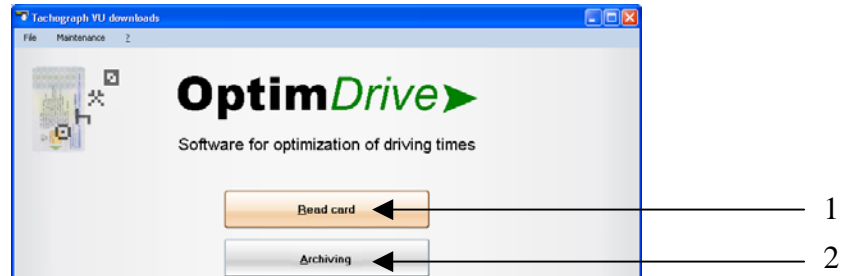 Tachograph VU downloads
File Maintenance ?
OptimDrive
Software for optimization of driving times
Read card 1
Archiving 2